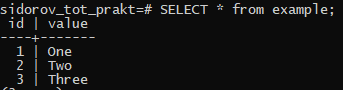 sidorov_tot_prakt=# SELECT * from example;
 id | value
----+-------
  1 | One
  2 | Two
  3 | Three